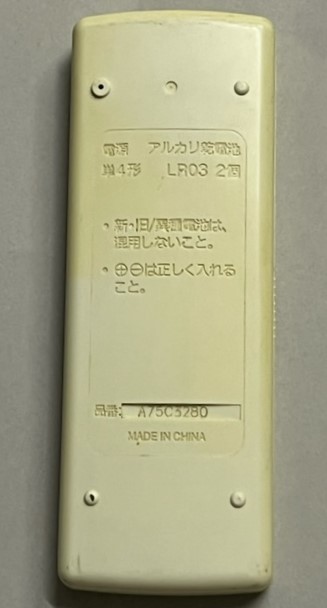 電源 アルカリ乾電池
単4形 LR03 2個
・新・旧/異種電池は、
混用しないこと。
・⊕⊖は正しく入れる
こと。
品番: A75C3280
MADE IN CHINA